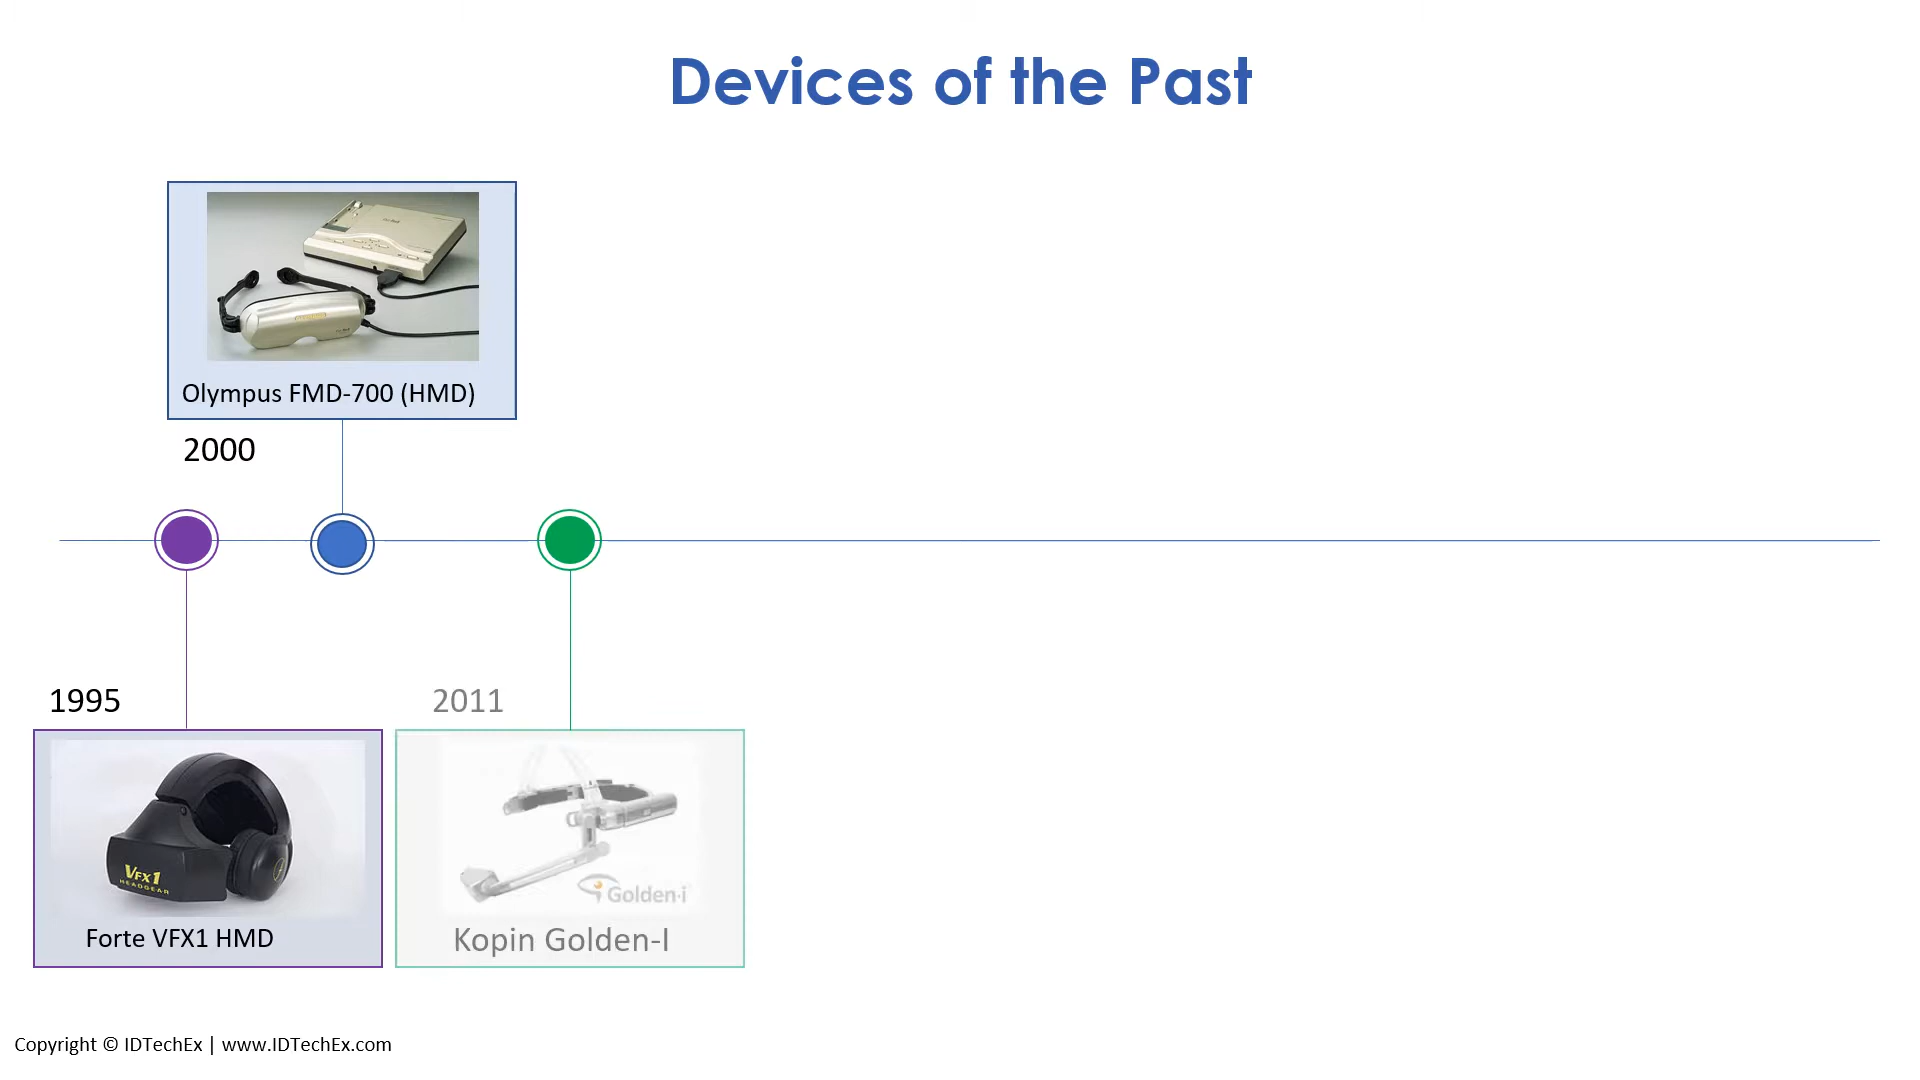 Devices of the Past
Olympus FMD-700 (HMD)
2000
1995
2011
VFX1
HEADGEAR
Golden-i
Forte VFX1 HMD
Kopin Golden-I
Copyright © IDTechEx | www.IDTechEx.com